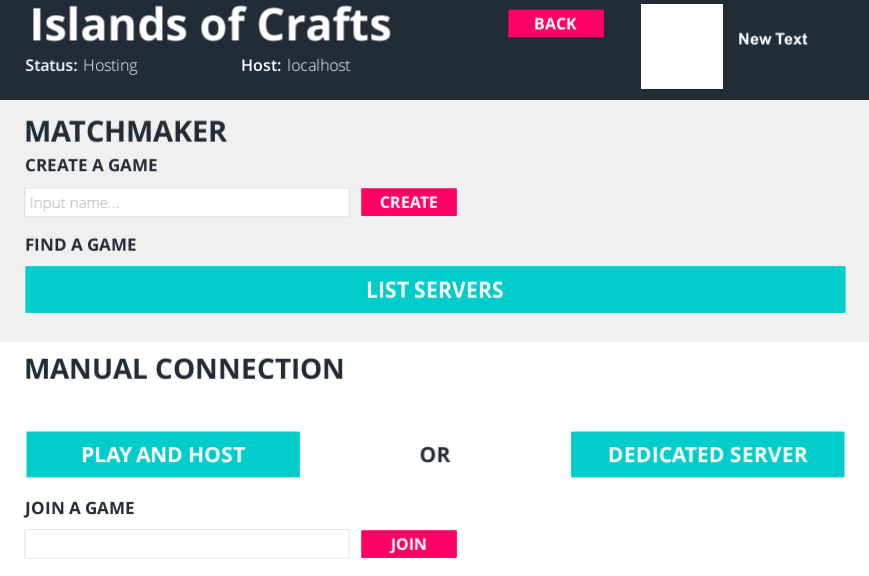 Islands of Crafts
BACK
New Text
Status: Hosting
Host: localhost
MATCHMAKER
CREATE A GAME
Input name...
CREATE
FIND A GAME
LIST SERVERS
MANUAL CONNECTION
PLAY AND HOST
OR
DEDICATED SERVER
JOIN A GAME
JOIN